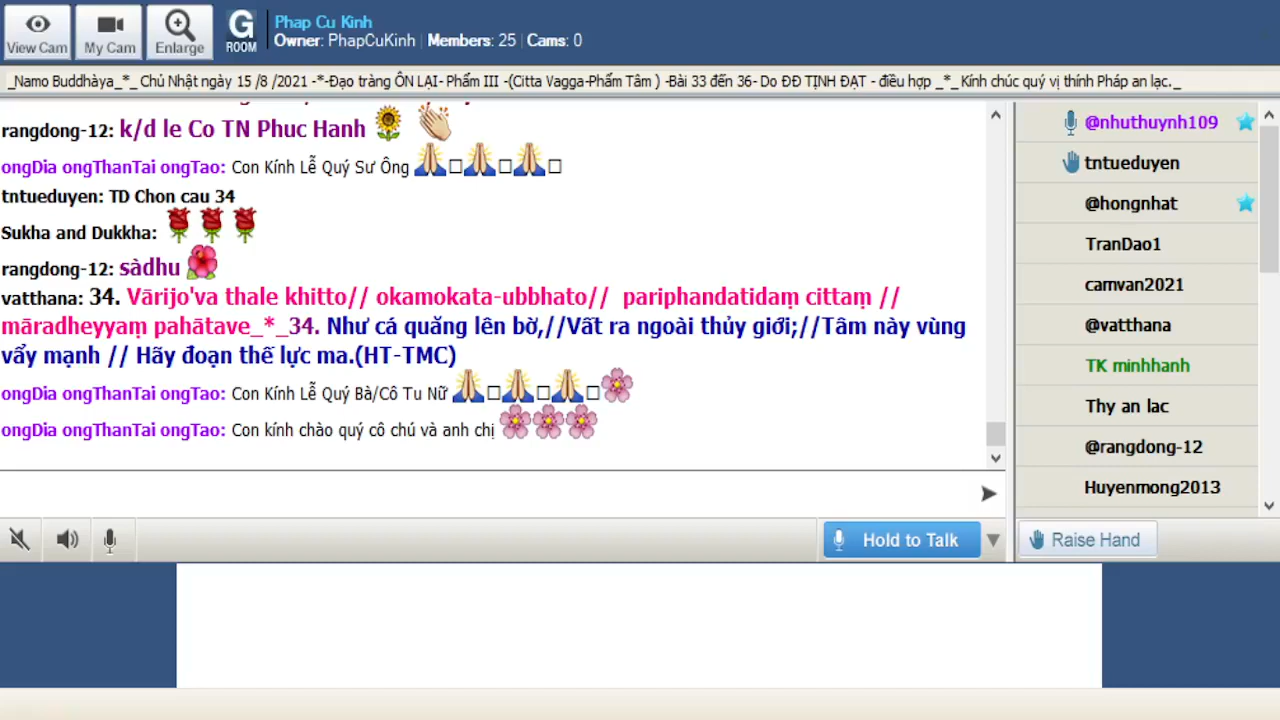 View Cam
My Cam
Enlarge
G
ROOM
Phap Cu Kinh
Owner: PhapCuKinh | Members: 25 | Cams: 0
_Namo Buddhàya_*_ Chủ Nhật ngày 15 /8 /2021 -*-Đạo tràng ÔN LẠI- Phẩm III -(Citta Vagga-Phẩm Tâm ) -Bài 33 đến 36- Do ĐĐ TỊNH ĐẠT - điều hợp _*_ Kính chúc quý vị thính Pháp an lạc._
rangdong-12: k/d le Co TN Phuc Hanh
ongDia ongThanTai ongTao: Con Kính Lễ Quý Sư Ông
tntueduyen: TD Chon cau 34
Sukha and Dukkha:
rangdong-12: sàdhu
vatthana: 34. Vārijo'va thale khitto// okamokata-ubbhato// pariphandatidaṃ cittaṃ //
māradheyyaṃ pahātave_*_34. Như cá quăng lên bờ,//Vất ra ngoài thủy giới;//Tâm này vùng
vẩy mạnh // Hãy đoạn thế lực ma.(HT-TMC)
ongDia ongThanTai ongTao: Con Kính Lễ Quý Bà/Cô Tu Nữ
ongDia ongThanTai ongTao: Con kính chào quý cô chú và anh chị
@nhuthuynh109
tntueduyen
@hongnhat
TranDao1
camvan2021
@vatthana
TK minhhanh
Thy an lac
@rangdong-12
Huyenmong2013
Hold to Talk
Raise Hand